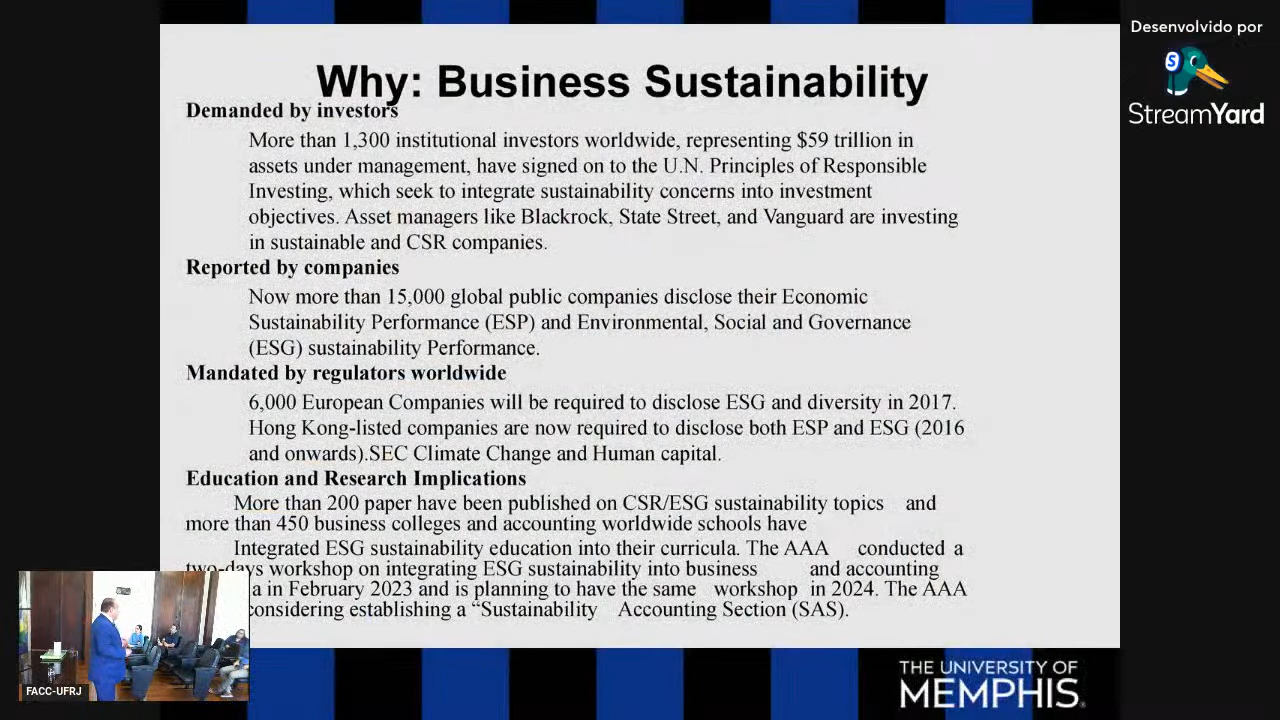 Why: Business Sustainability
Demanded by investors
More than 1,300 institutional investors worldwide, representing $59 trillion in
assets under management, have signed on to the U.N. Principles of Responsible
Investing, which seek to integrate sustainability concerns into investment
objectives. Asset managers like Blackrock, State Street, and Vanguard are investing
in sustainable and CSR companies.
Reported by companies
Now more than 15,000 global public companies disclose their Economic
Sustainability Performance (ESP) and Environmental, Social and Governance
(ESG) sustainability Performance.
Mandated by regulators worldwide
6,000 European Companies will be required to disclose ESG and diversity in 2017.
Hong Kong-listed companies are now required to disclose both ESP and ESG (2016
and onwards).SEC Climate Change and Human capital.
Education and Research Implications
More than 200 paper have been published on CSR/ESG sustainability topics and
more than 450 business colleges and accounting worldwide schools have
Integrated ESG sustainability education into their curricula. The AAA conducted a
two-days workshop on integrating ESG sustainability into business and accounting
a in February 2023 and is planning to have the same workshop in 2024. The AAA
considering establishing a “Sustainability Accounting Section (SAS).
THE UNIVERSITY OF
MEMPHIS.
Desenvolvido por
S
StreamYard
FACC-UFRJ